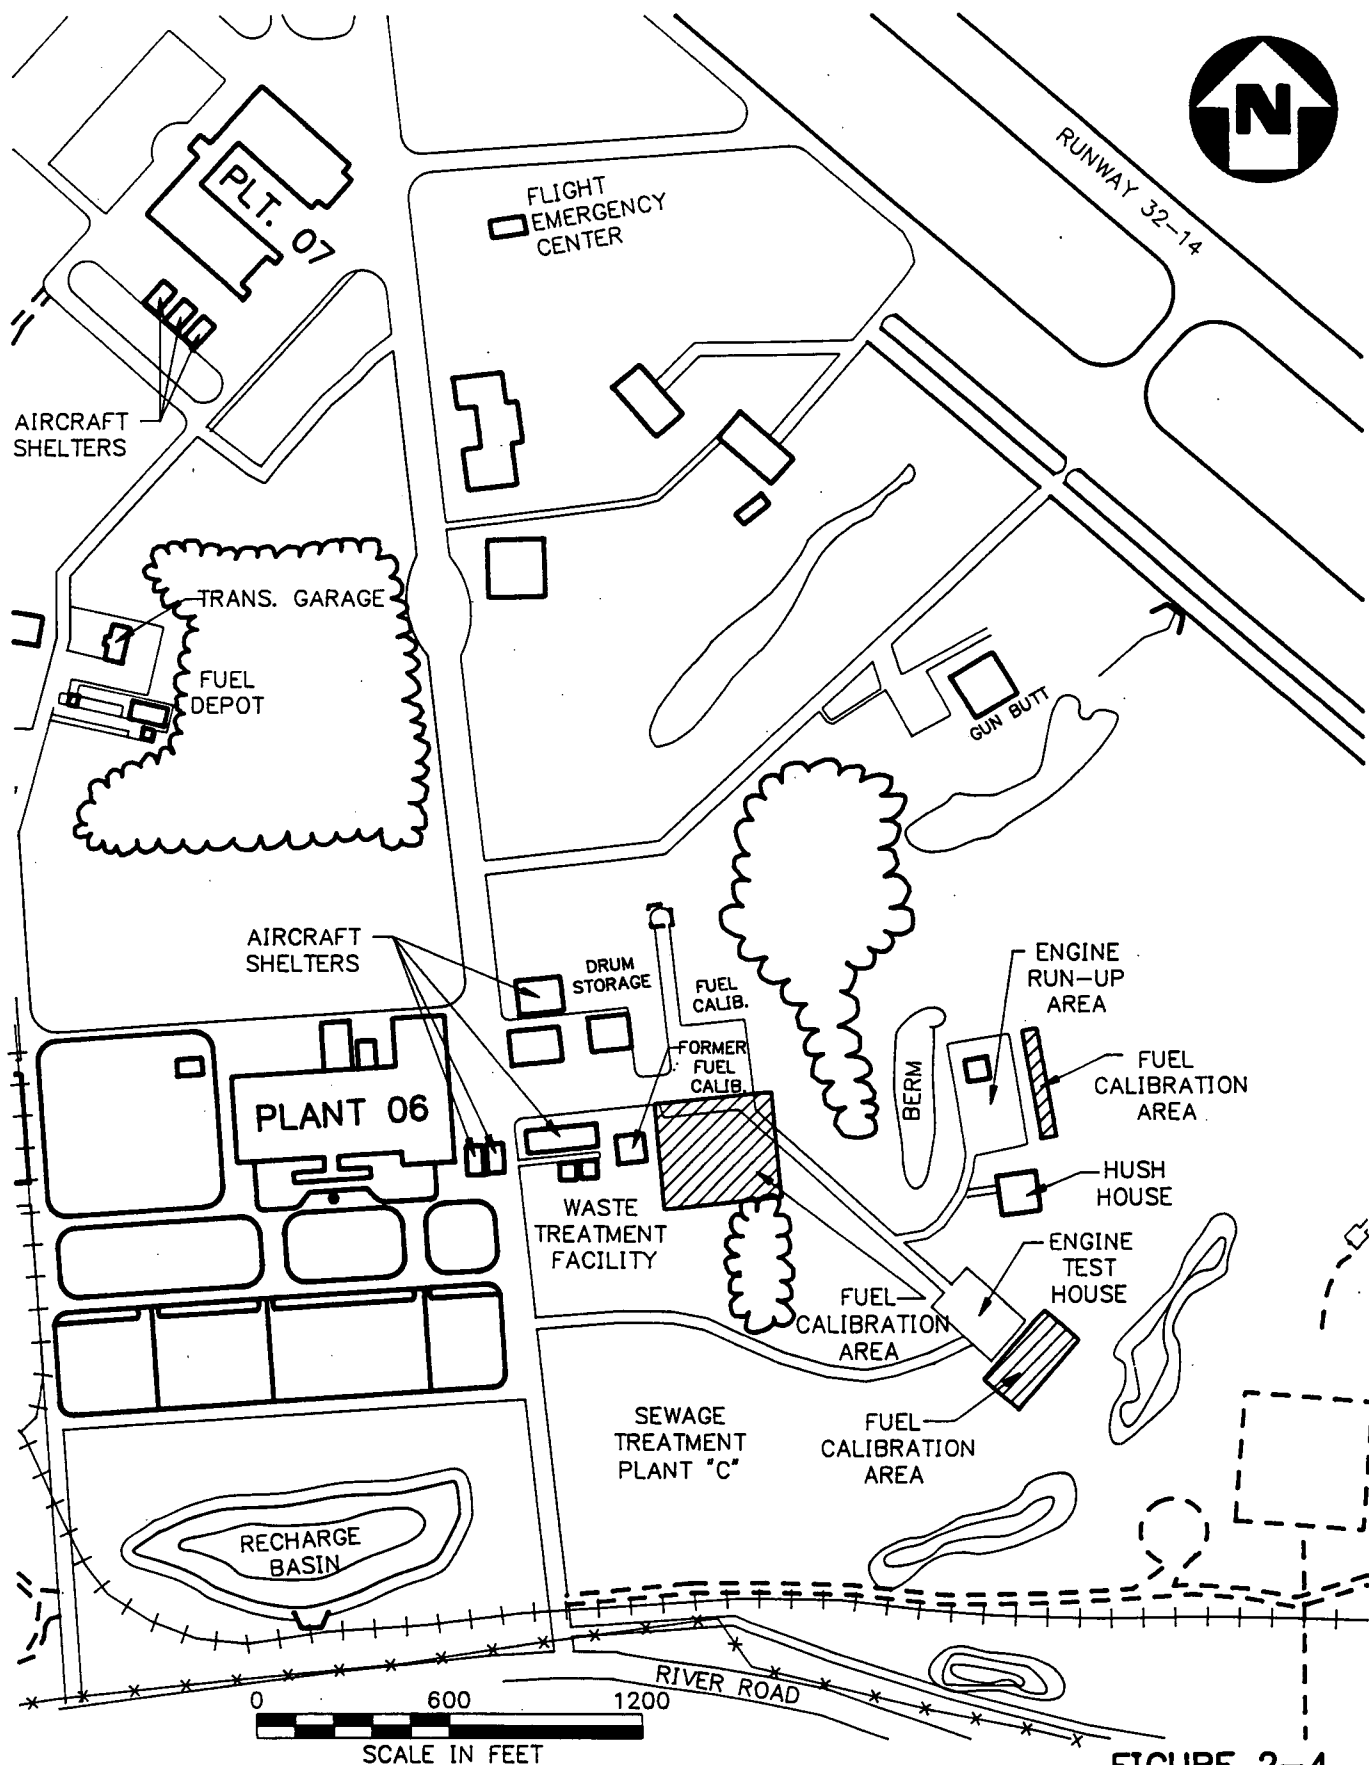 N
RUNWAY 32-14
PLT. 07
FLIGHT
EMERGENCY
CENTER
AIRCRAFT
SHELTERS
TRANS. GARAGE
FUEL
DEPOT
GUN BUTT
AIRCRAFT
SHELTERS
DRUM
STORAGE
FUEL
CALIB.
ENGINE
RUN-UP
AREA
FORMER
FUEL
CALIB.
BERM
FUEL
CALIBRATION
AREA
PLANT 06
HUSH
HOUSE
WASTE
TREATMENT
FACILITY
ENGINE
TEST
HOUSE
FUEL
CALIBRATION
AREA
SEWAGE
TREATMENT
PLANT "C"
FUEL
CALIBRATION
AREA
RECHARGE
BASIN
RIVER ROAD
0 600 1200
SCALE IN FEET
FIGURE 2-4